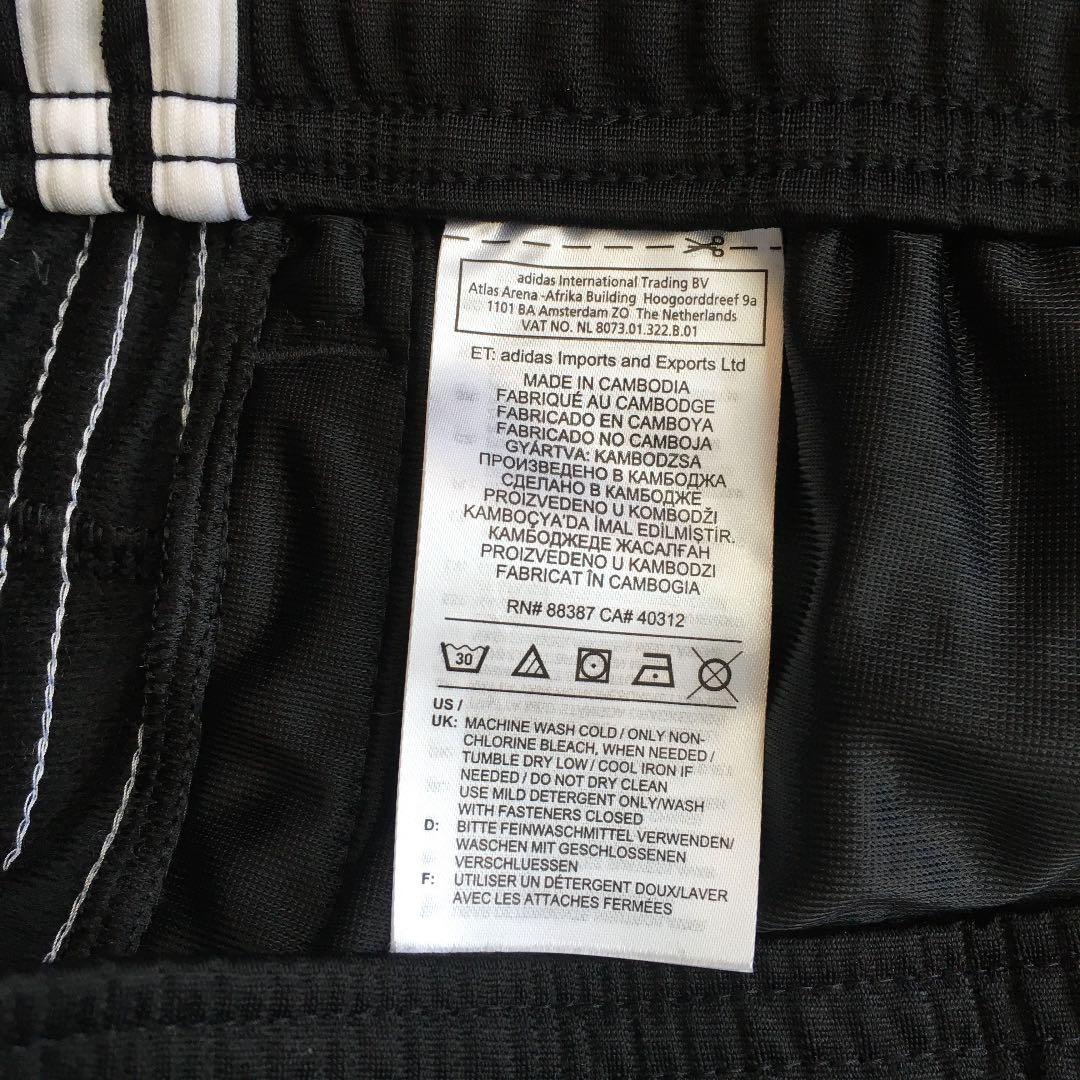 adidas International Trading BV
Atlas Arena -Afrika Building Hoogoorddreef 9a
1101 BA Amsterdam ZO The Netherlands
VAT NO. NL 8073.01.322.B.01
ET: adidas Imports and Exports Ltd
MADE IN CAMBODIA
FABRIQUÉ AU CAMBODGE
FABRICADO EN CAMBOYA
FABRICADO NO CAMBOJA
GYÁRTVA: KAMBODZSA
ПРОИЗВЕДЕНО В КАМБОДЖА
СДЕЛАНО В КАМБОДЖЕ
PROIZVEDENO U KOMBODŽI
KAMBOÇYA'DA İMAL EDİLMİŞTİR.
КАМБОДЖЕДЕ ЖАСАЛҒАН
PROIZVEDENO U KAMBODZI
FABRICAT ÎN CAMBOGIA
RN# 88387 CA# 40312
30
US /
UK: MACHINE WASH COLD / ONLY NON-
CHLORINE BLEACH, WHEN NEEDED /
TUMBLE DRY LOW / COOL IRON IF
NEEDED / DO NOT DRY CLEAN
USE MILD DETERGENT ONLY/WASH
WITH FASTENERS CLOSED
D: BITTE FEINWASCHMITTEL VERWENDEN/
WASCHEN MIT GESCHLOSSENEN
VERSCHLUESSEN
F: UTILISER UN DÉTERGENT DOUX/LAVER
AVEC LES ATTACHES FERMÉES